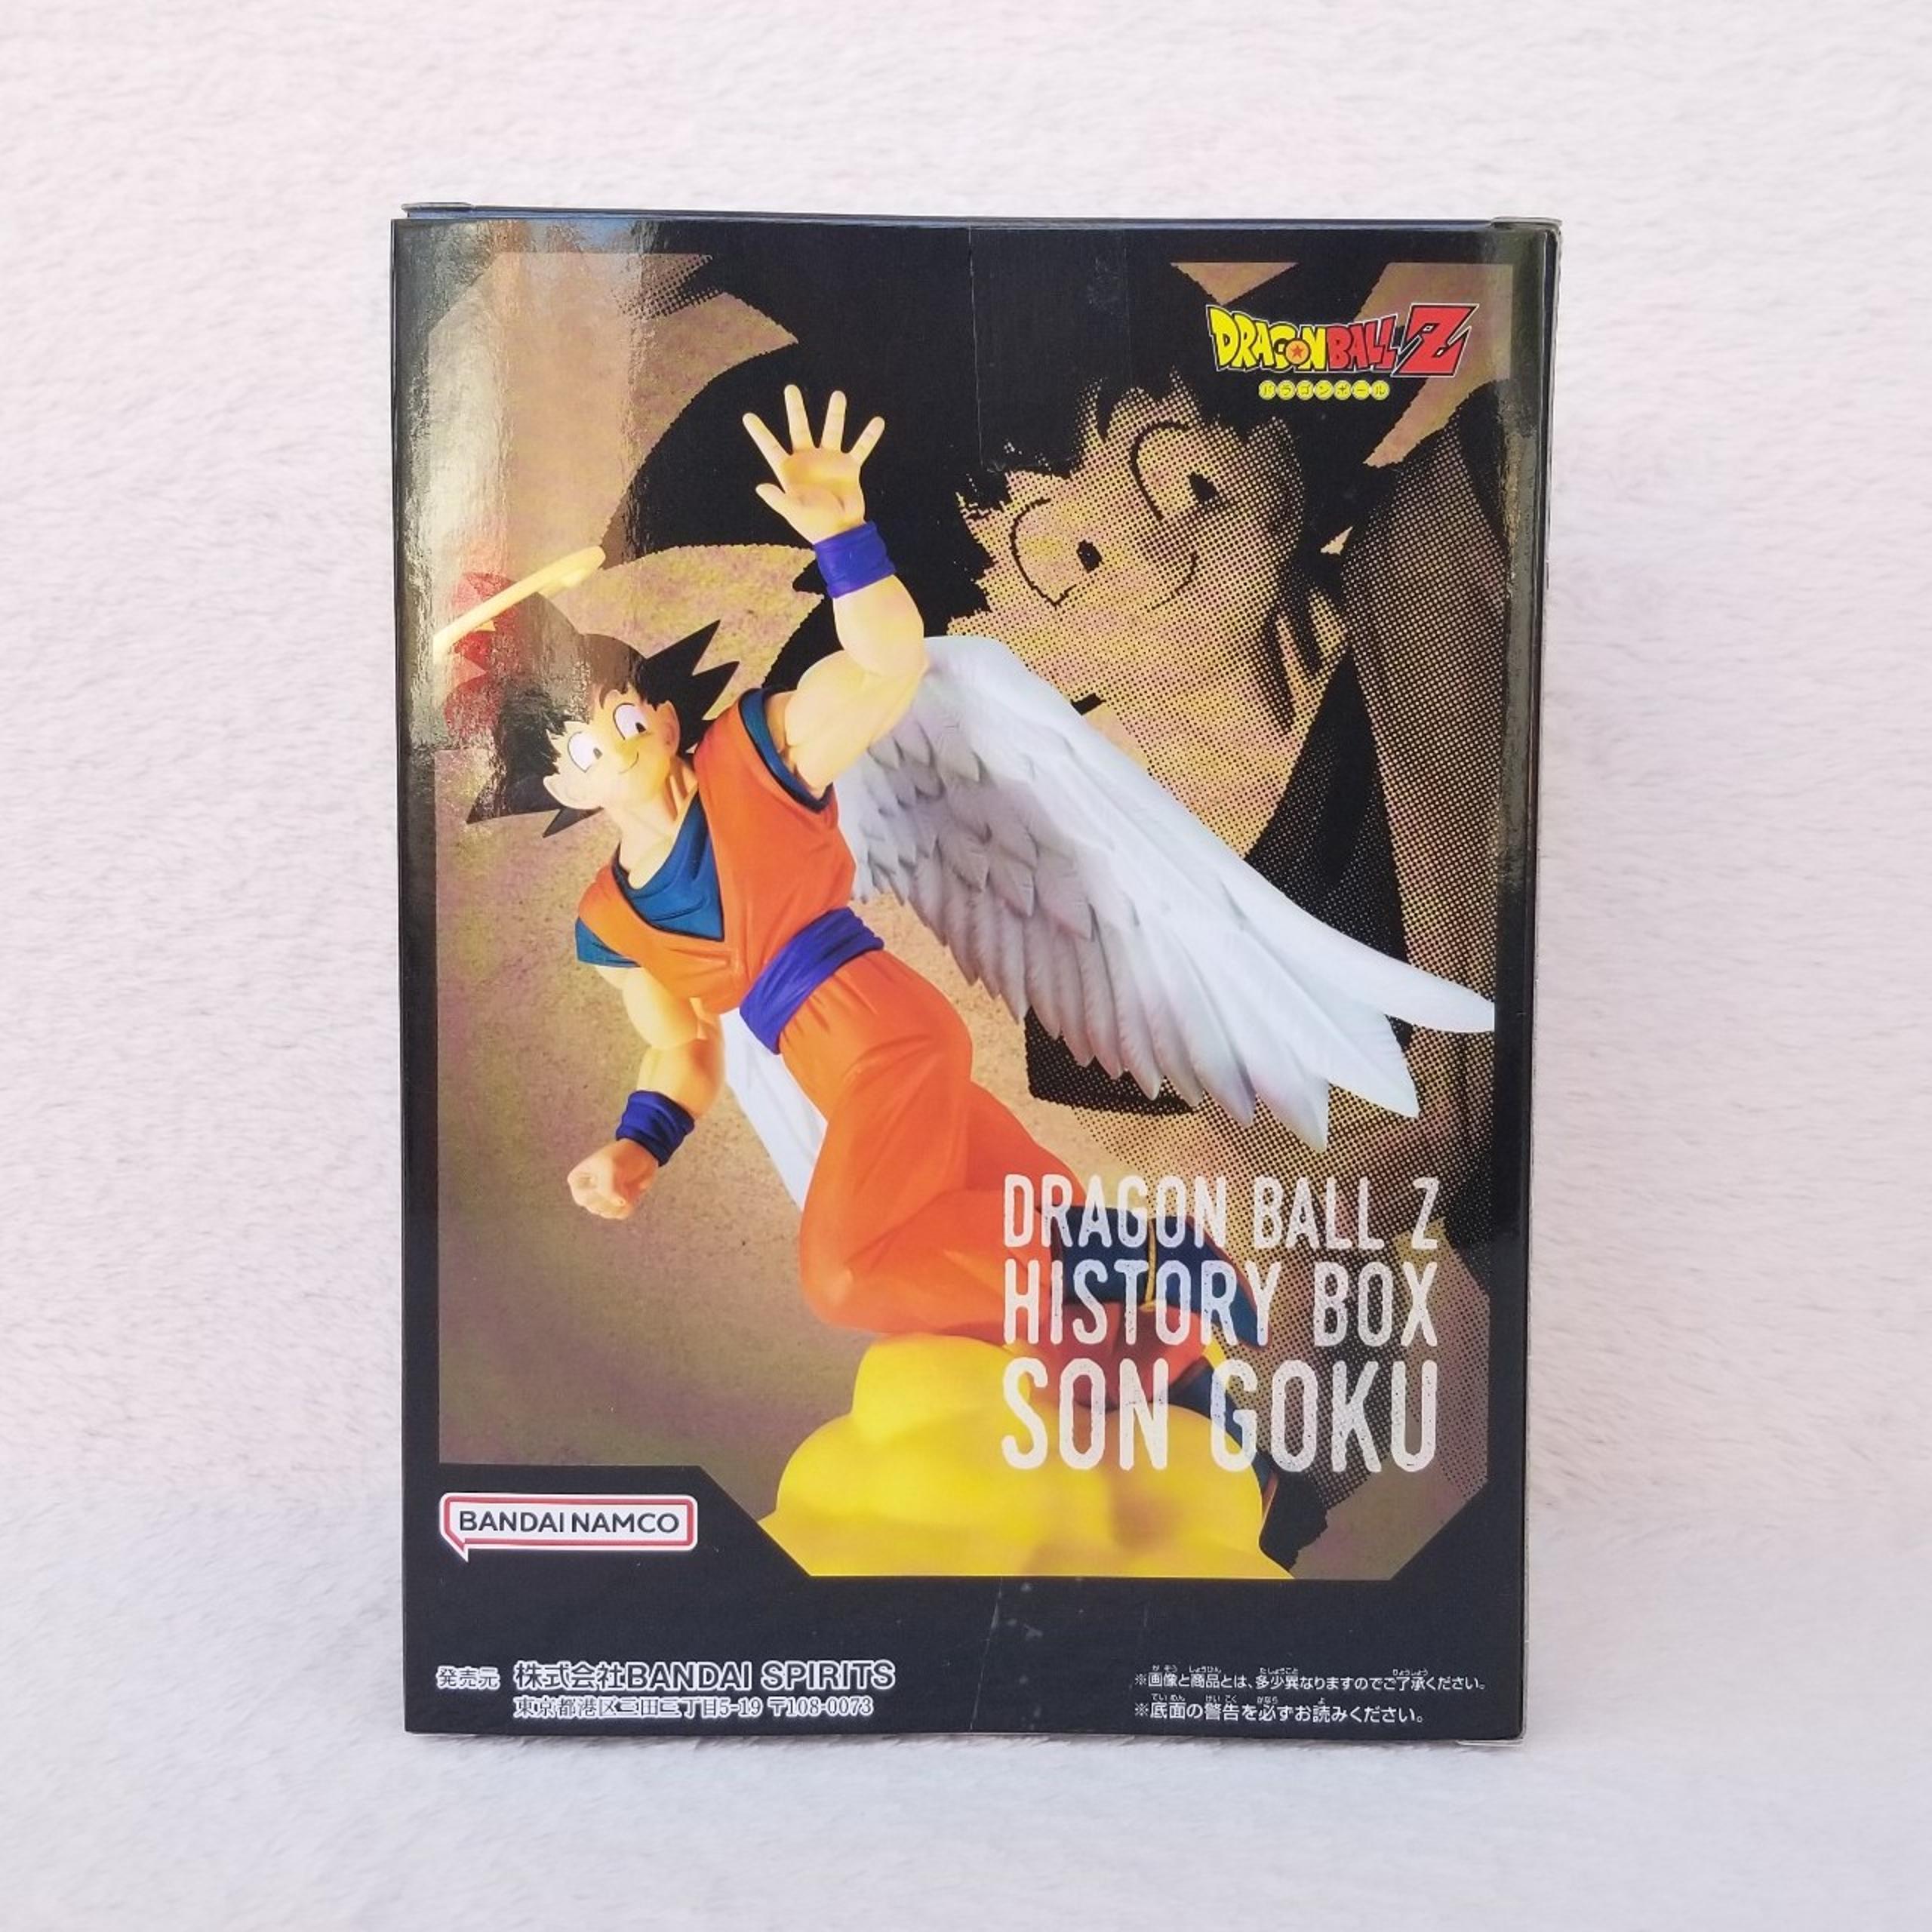 DRAGONBALL Z
ドラゴンボール
DRAGON BALL Z
HISTORY BOX
SON GOKU
BANDAI NAMCO
発売元 株式会社BANDAI SPIRITS
東京都港区三田三丁目5-19 〒108-0073
※画像と商品とは、多少異なりますのでご了承ください。
※底面の警告を必ずお読みください。